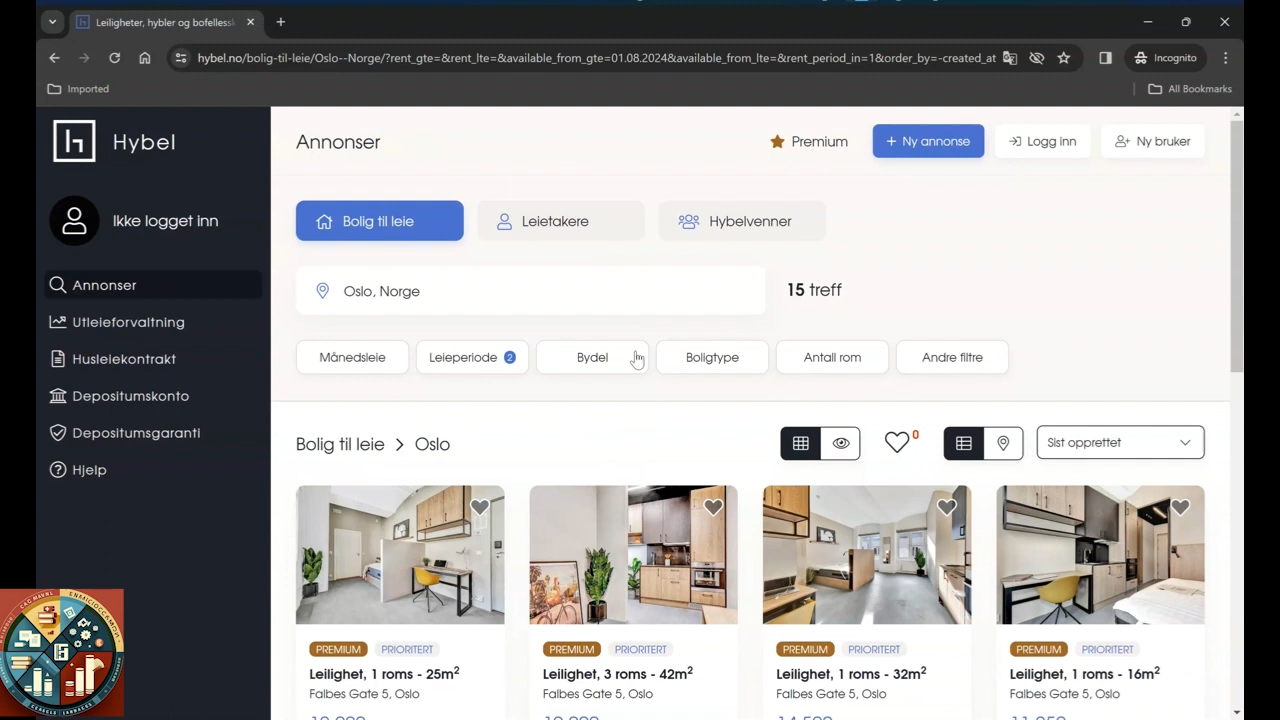 Leiligheter, hybler og bofelless
hybel.no/bolig-til-leie/Oslo--Norge/?rent_gte=&rent_lte=&available_from_gte=01.08.2024&available_from_lte=&rent_period_in=1&order_by=-created_at
Incognito
Imported
All Bookmarks
Hybel
Annonser
Premium
+ Ny annonse
Logg inn
Ny bruker
Ikke logget inn
Bolig til leie
Leietakere
Hybelvenner
Annonser
Oslo, Norge
15 treff
Utleieforvaltning
Månedsleie
Leieperiode 2
Bydel
Boligtype
Antall rom
Andre filtre
Husleiekontrakt
Depositumskonto
Depositumsgaranti
Hjelp
Bolig til leie > Oslo
0
Sist opprettet
PREMIUM PRIORITERT
Leilighet, 1 roms - 25m²
Falbes Gate 5, Oslo
PREMIUM PRIORITERT
Leilighet, 3 roms - 42m²
Falbes Gate 5, Oslo
PREMIUM PRIORITERT
Leilighet, 1 roms - 32m²
Falbes Gate 5, Oslo
PREMIUM PRIORITERT
Leilighet, 1 roms - 16m²
Falbes Gate 5, Oslo